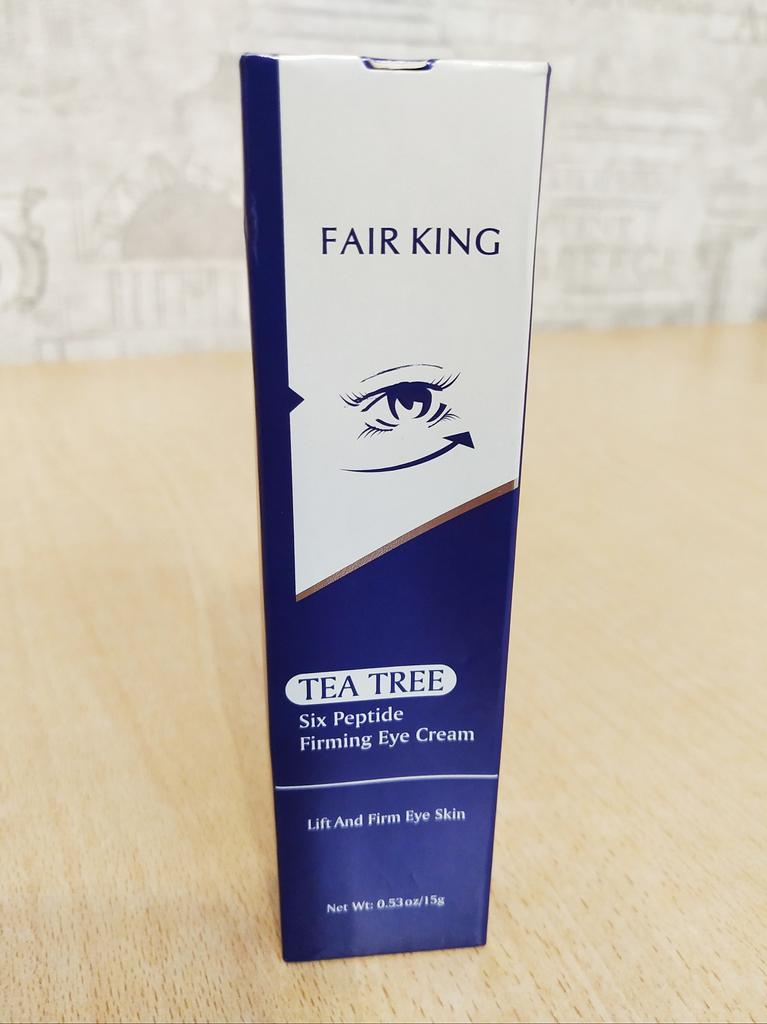 FAIR KING
TEA TREE
Six Peptide
Firming Eye Cream
Lift And Firm Eye Skin
Net Wt: 0.53oz/15g